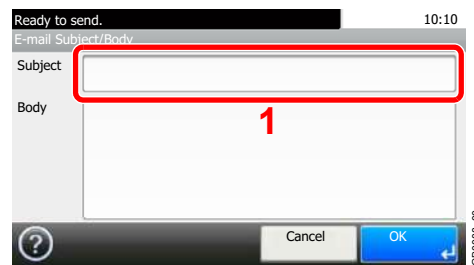 Ready to send. 10:10
E-mail Subject/Body
Subject
Body
1
? Cancel OK